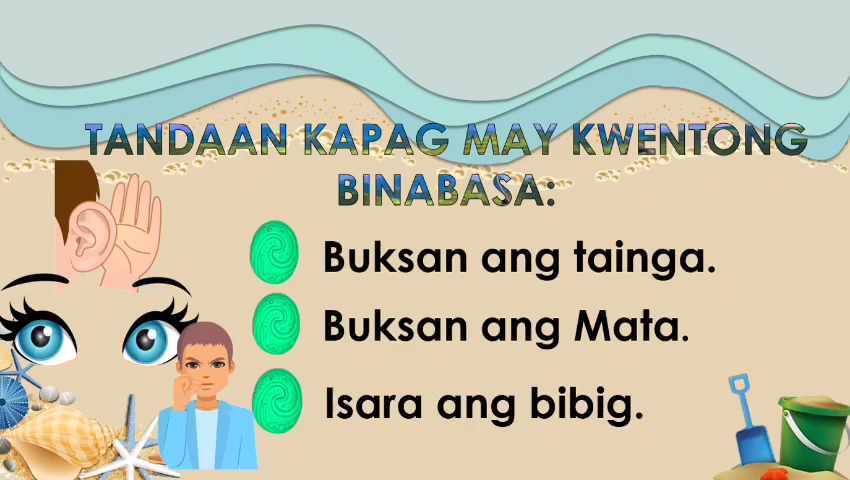 TANDAAN KAPAG MAY KWENTONG
BINABASA:
Buksan ang tainga.
Buksan ang Mata.
Isara ang bibig.